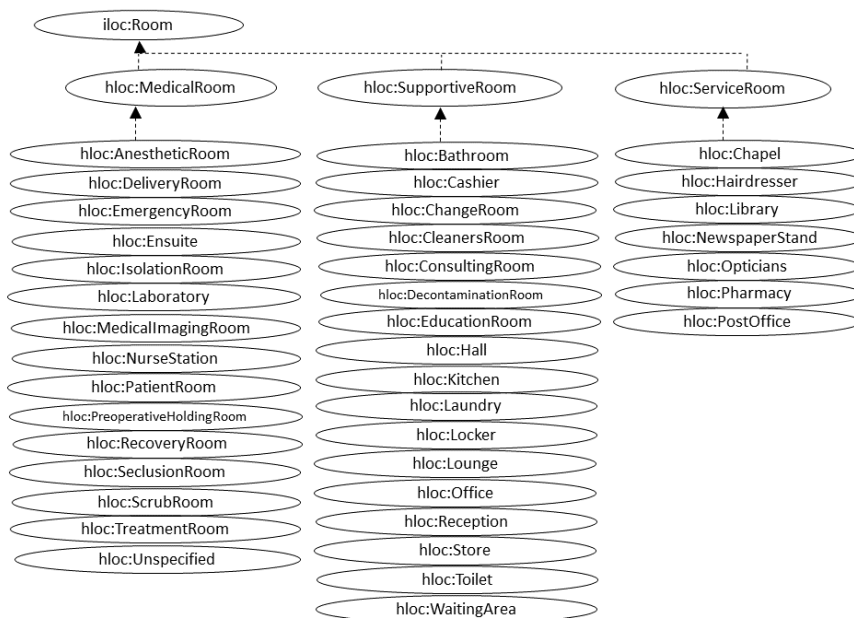 iloc:Room
hloc:MedicalRoom
hloc:SupportiveRoom
hloc:ServiceRoom
hloc:AnestheticRoom
hloc:DeliveryRoom
hloc:EmergencyRoom
hloc:Ensuite
hloc:IsolationRoom
hloc:Laboratory
hloc:MedicalImagingRoom
hloc:NurseStation
hloc:PatientRoom
hloc:PreoperativeHoldingRoom
hloc:RecoveryRoom
hloc:SeclusionRoom
hloc:ScrubRoom
hloc:TreatmentRoom
hloc:Unspecified
hloc:Bathroom
hloc:Cashier
hloc:ChangeRoom
hloc:CleanersRoom
hloc:ConsultingRoom
hloc:DecontaminationRoom
hloc:EducationRoom
hloc:Hall
hloc:Kitchen
hloc:Laundry
hloc:Locker
hloc:Lounge
hloc:Office
hloc:Reception
hloc:Store
hloc:Toilet
hloc:WaitingArea
hloc:Chapel
hloc:Hairdresser
hloc:Library
hloc:NewspaperStand
hloc:Opticians
hloc:Pharmacy
hloc:PostOffice